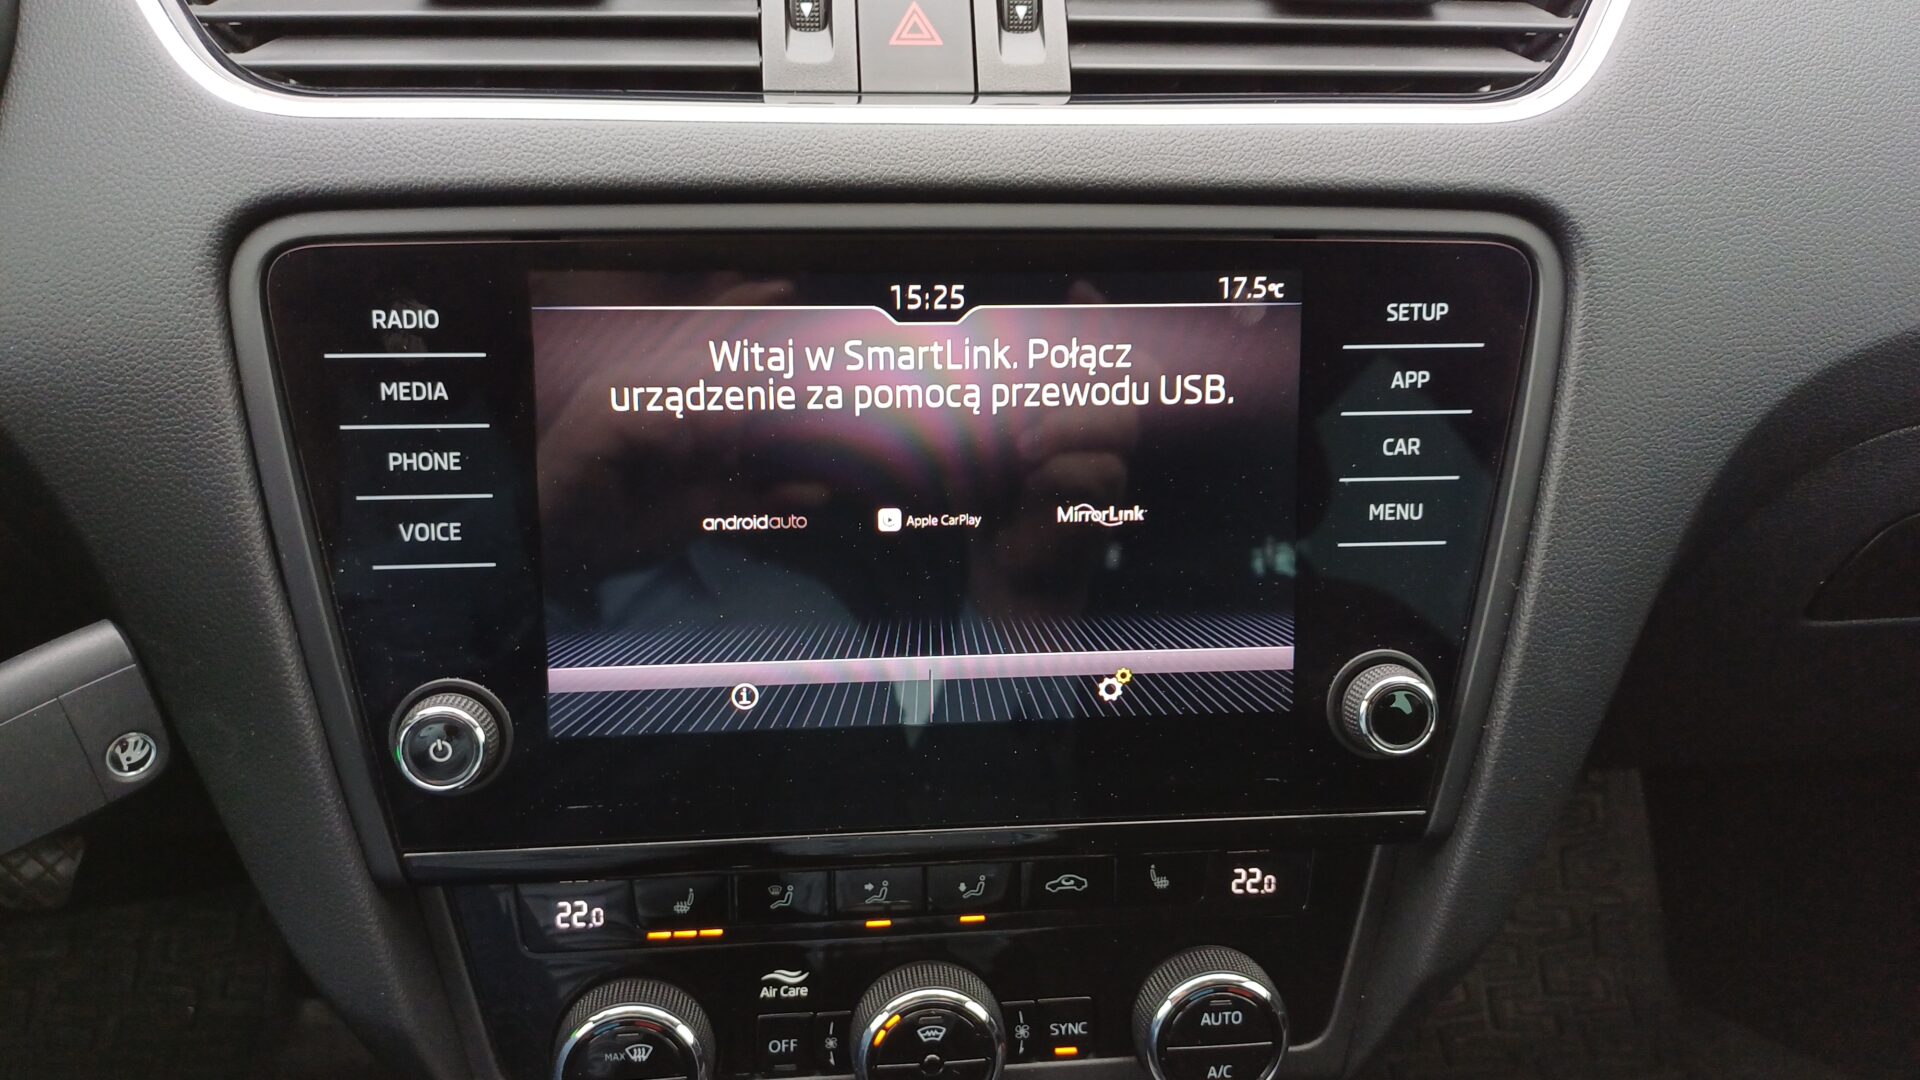 15:25
17,5°C
Witaj w SmartLink. Połącz
urządzenie za pomocą przewodu USB.
androidauto
Apple CarPlay
MirrorLink
RADIO
MEDIA
PHONE
VOICE
SETUP
APP
CAR
MENU
22.0
22.0
Air Care
MAX
OFF
SYNC
AUTO
A/C